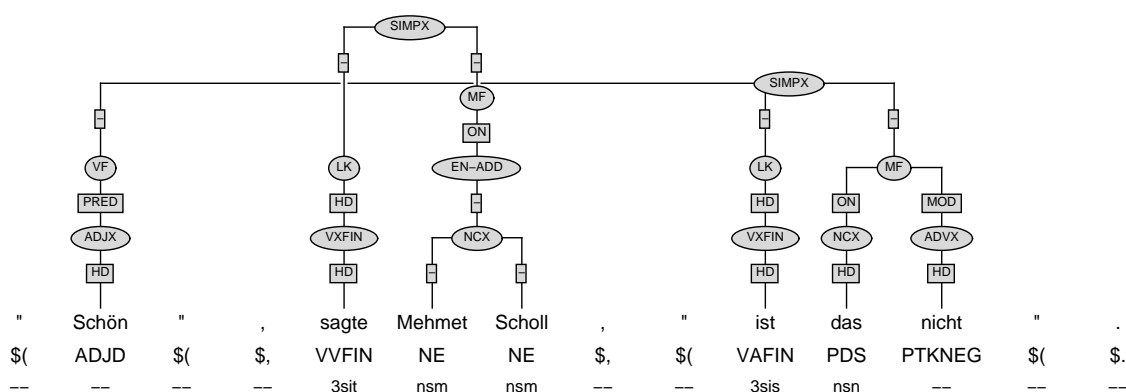 SIMPX
– –
SIMPX
MF
– – –
ON
VF LK EN–ADD LK MF
PRED HD – HD ON MOD
ADJX VXFIN NCX VXFIN NCX ADVX
HD HD – – HD HD HD
" Schön " , sagte Mehmet Scholl , " ist das nicht " .
$( ADJD $( $, VVFIN NE NE $, $( VAFIN PDS PTKNEG $( $.
–– –– –– –– 3sit nsm nsm –– –– 3sis nsn –– –– ––